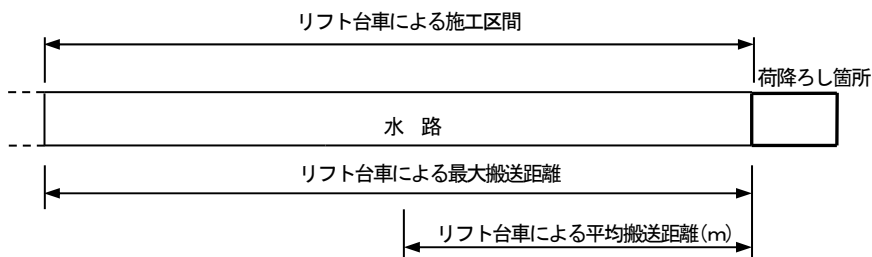 リフト台車による施工区間
荷降ろし箇所
水 路
リフト台車による最大搬送距離
リフト台車による平均搬送距離(m)